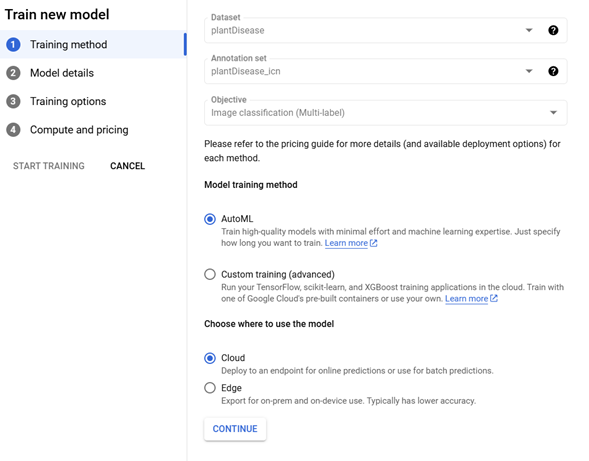 Train new model
1 Training method
2 Model details
3 Training options
4 Compute and pricing
START TRAINING CANCEL
Dataset
plantDisease
Annotation set
plantDisease_icn
Objective
Image classification (Multi-label)
Please refer to the pricing guide for more details (and available deployment options) for
each method.
Model training method
AutoML
Train high-quality models with minimal effort and machine learning expertise. Just specify
how long you want to train. Learn more
Custom training (advanced)
Run your TensorFlow, scikit-learn, and XGBoost training applications in the cloud. Train with
one of Google Cloud's pre-built containers or use your own. Learn more
Choose where to use the model
Cloud
Deploy to an endpoint for online predictions or use for batch predictions.
Edge
Export for on-prem and on-device use. Typically has lower accuracy.
CONTINUE